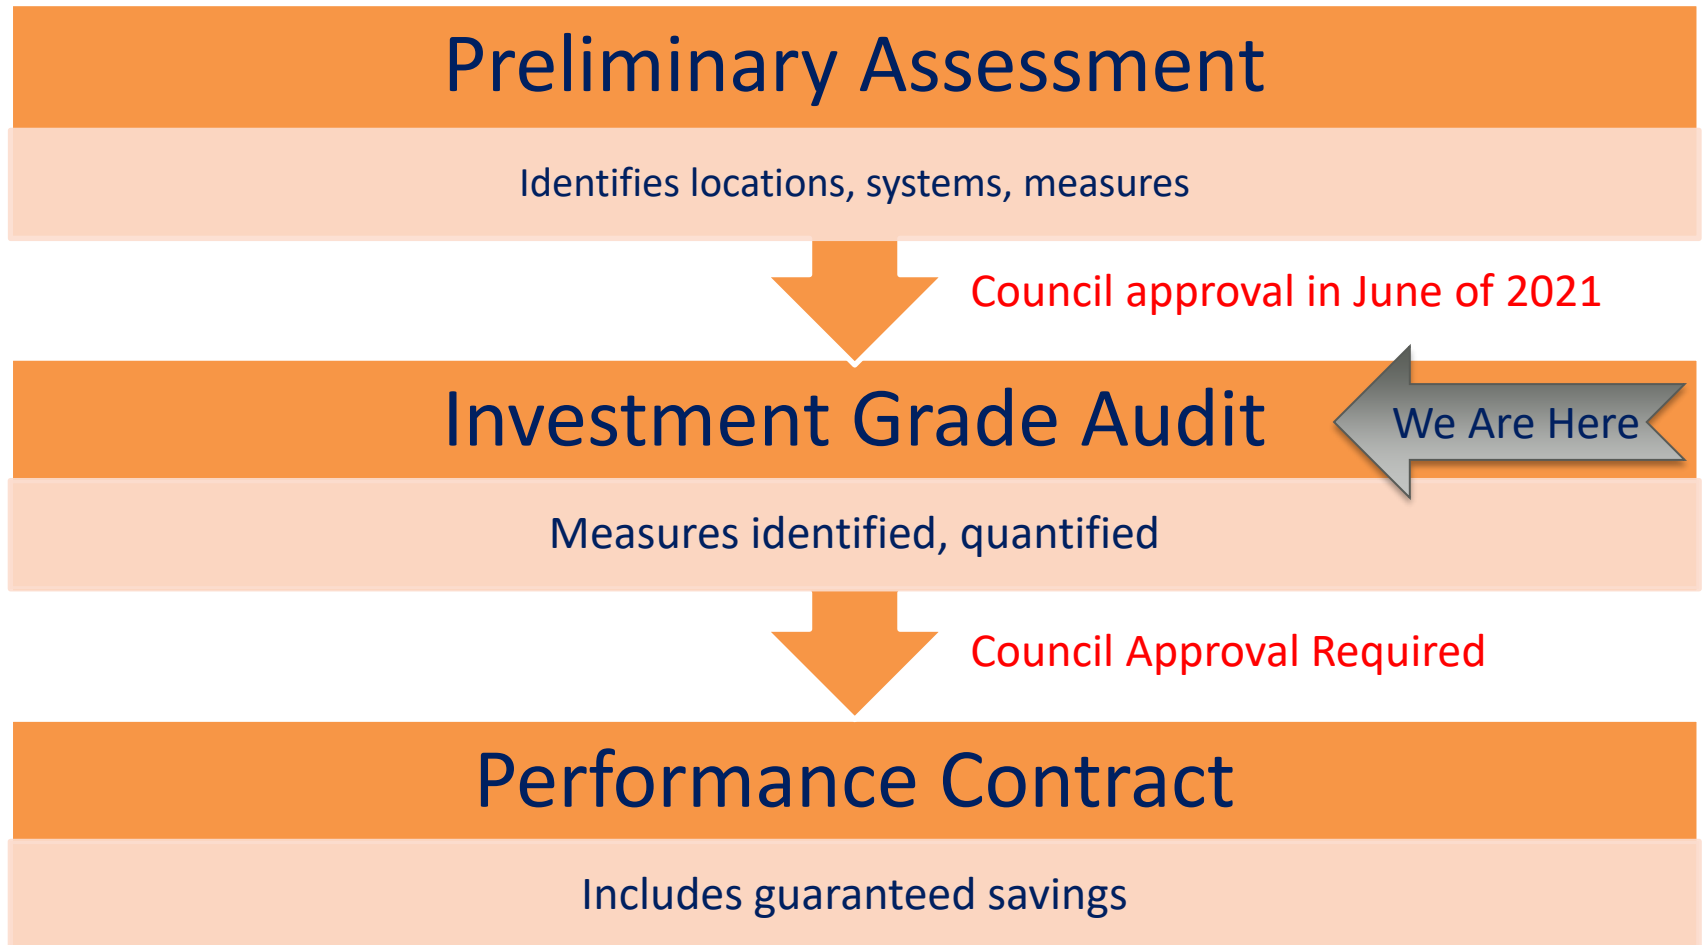 Preliminary Assessment
Identifies locations, systems, measures
Council approval in June of 2021
Investment Grade Audit
We Are Here
Measures identified, quantified
Council Approval Required
Performance Contract
Includes guaranteed savings